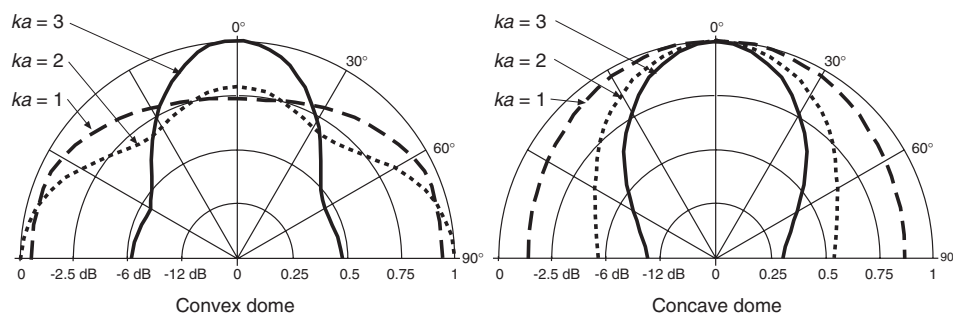 ka = 3
ka = 2
ka = 1
0°
30°
60°
90°
0 -2.5 dB -6 dB -12 dB 0 0.25 0.5 0.75 1
Convex dome
ka = 3
ka = 2
ka = 1
0°
30°
60°
90
0 -2.5 dB -6 dB -12 dB 0 0.25 0.5 0.75 1
Concave dome